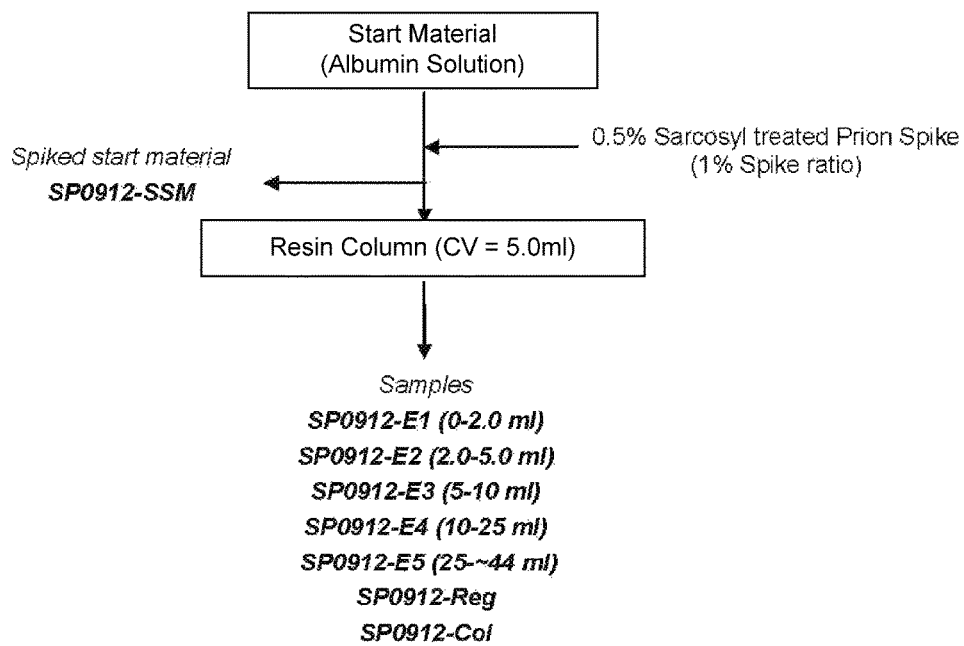 Start Material
(Albumin Solution)
0.5% Sarcosyl treated Prion Spike
(1% Spike ratio)
Spiked start material
SP0912-SSM
Resin Column (CV = 5.0ml)
Samples
SP0912-E1 (0-2.0 ml)
SP0912-E2 (2.0-5.0 ml)
SP0912-E3 (5-10 ml)
SP0912-E4 (10-25 ml)
SP0912-E5 (25-~44 ml)
SP0912-Reg
SP0912-Col